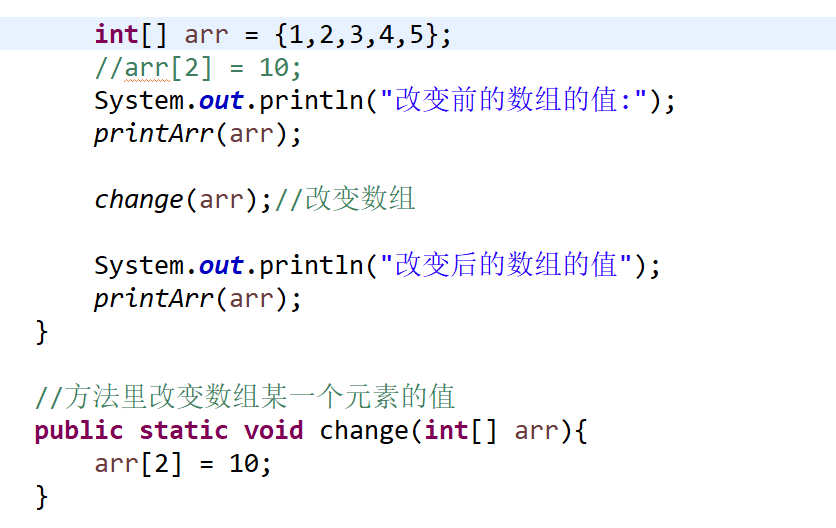 int[] arr = {1,2,3,4,5};
//arr[2] = 10;
System.out.println("改变前的数组的值:");
printArr(arr);
change(arr);//改变数组
System.out.println("改变后的数组的值");
printArr(arr);
}
//方法里改变数组某一个元素的值
public static void change(int[] arr){
arr[2] = 10;
}